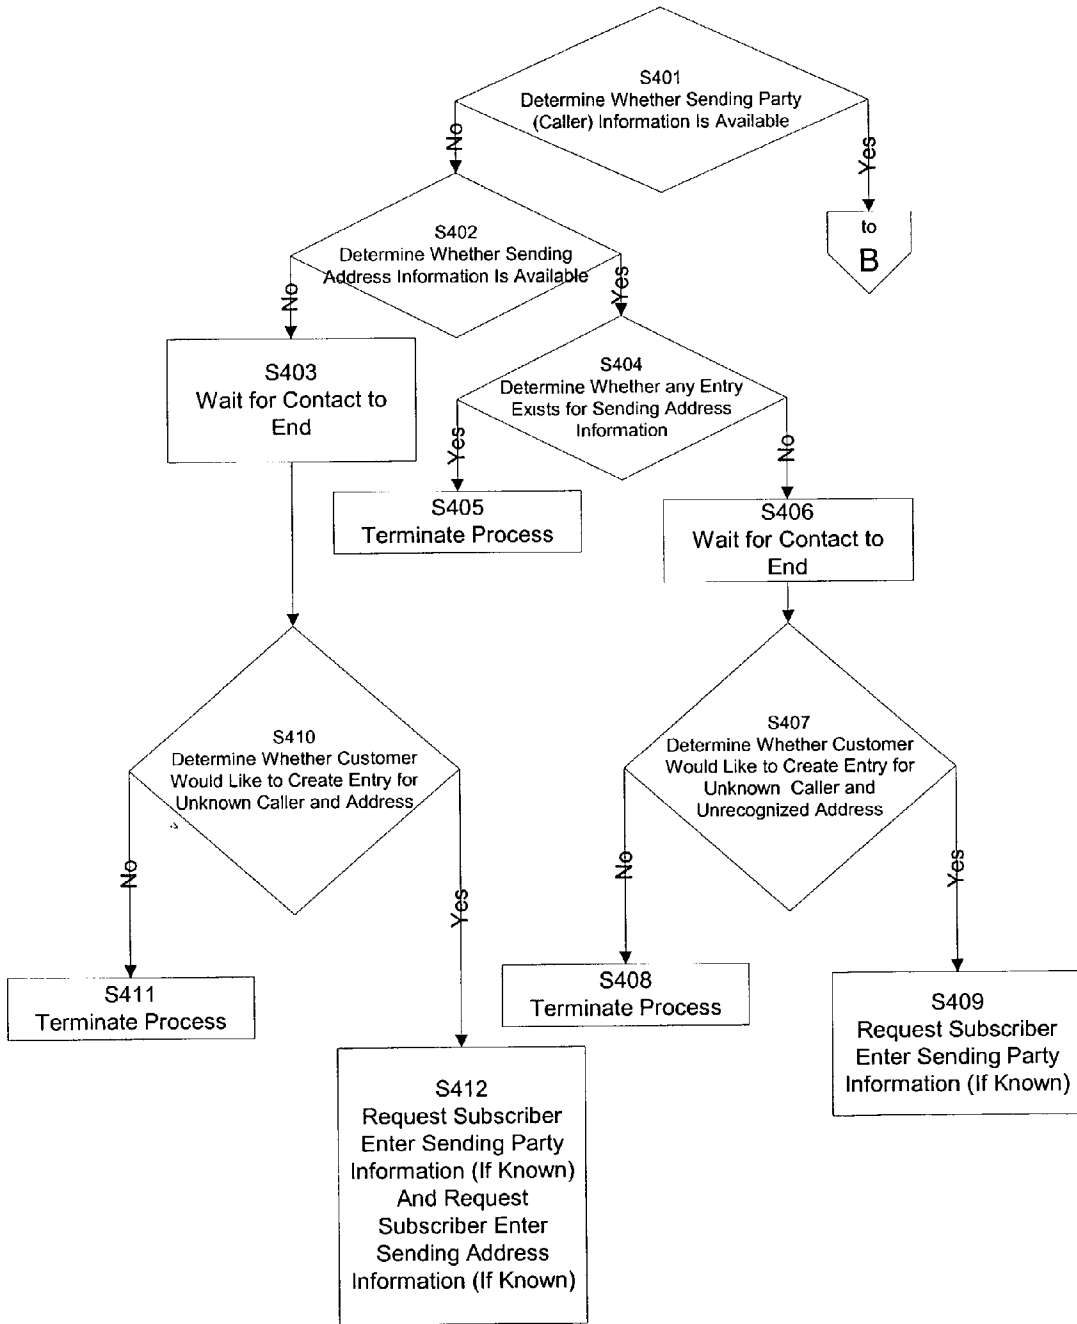 S401
Determine Whether Sending Party
(Caller) Information Is Available
No
Yes
to
B
S402
Determine Whether Sending
Address Information Is Available
No
Yes
S403
Wait for Contact to
End
S404
Determine Whether any Entry
Exists for Sending Address
Information
Yes
No
S405
Terminate Process
S406
Wait for Contact to
End
S410
Determine Whether Customer
Would Like to Create Entry for
Unknown Caller and Address
S407
Determine Whether Customer
Would Like to Create Entry for
Unknown Caller and
Unrecognized Address
No
Yes
No
Yes
S411
Terminate Process
S408
Terminate Process
S409
Request Subscriber
Enter Sending Party
Information (If Known)
S412
Request Subscriber
Enter Sending Party
Information (If Known)
And Request
Subscriber Enter
Sending Address
Information (If Known)